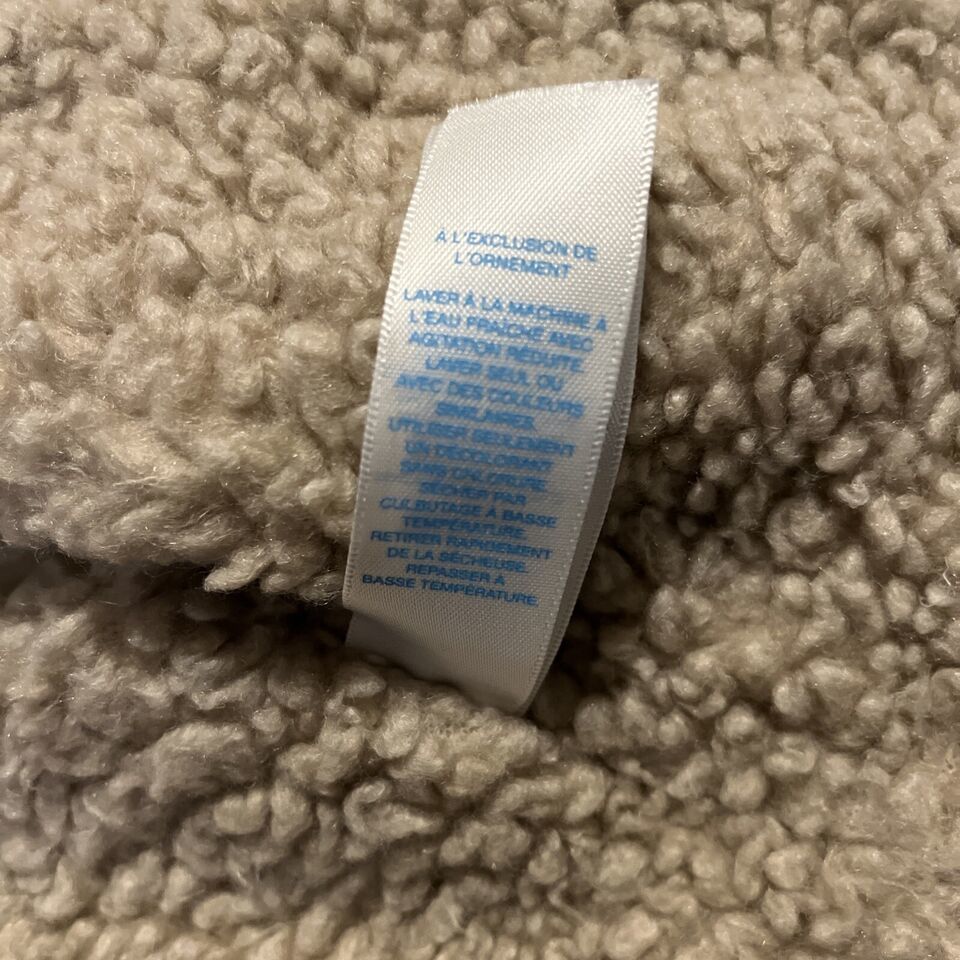 À L'EXCLUSION DE
L'ORNEMENT
LAVER À LA MACHINE À
L'EAU FRAÎCHE AVEC
AGITATION RÉDUITE.
LAVER SEUL OU
AVEC DES COULEURS
SIMILAIRES.
UTILISER SEULEMENT
UN DÉCOLORANT
SANS CHLORE.
SÉCHER PAR
CULBUTAGE À BASSE
TEMPÉRATURE.
RETIRER RAPIDEMENT
DE LA SÉCHEUSE.
REPASSER À
BASSE TEMPÉRATURE.